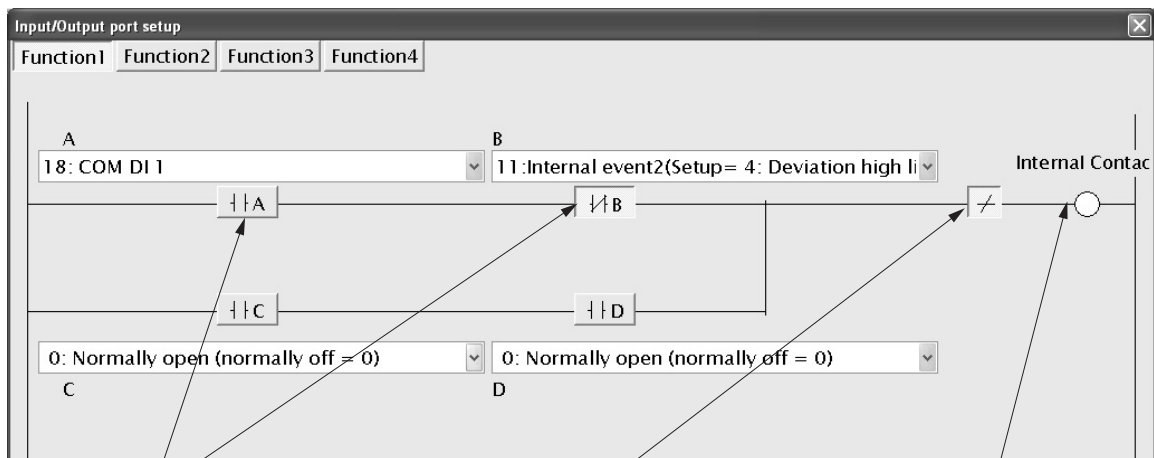 Input/Output port setup
Function1 Function2 Function3 Function4
A B
18: COM DI 1 11:Internal event2(Setup= 4: Deviation high li
Internal Contac
A B
C D
0: Normally open (normally off = 0) 0: Normally open (normally off = 0)
C D